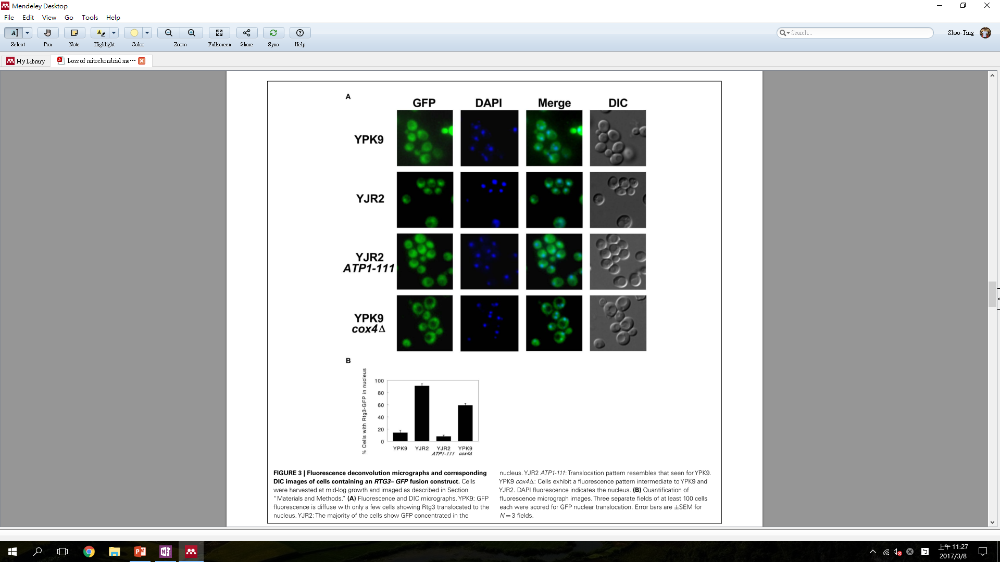 Mendeley Desktop
File Edit View Go Tools Help
Select Pan Note Highlight Color Zoom Fullscreen Share Sync Help
Search...
Shao-Ting
My Library
Loss of mitochondrial me···
A
GFP DAPI Merge DIC
YPK9
YJR2
YJR2
ATP1-111
YPK9
cox4Δ
B
% Cells with Rtg3-GFP in nucleus
100
80
60
40
20
0
YPK9 YJR2 YJR2 YPK9
ATP1-111 cox4Δ
FIGURE 3 | Fluorescence deconvolution micrographs and corresponding
DIC images of cells containing an RTG3– GFP fusion construct. Cells
were harvested at mid-log growth and imaged as described in Section
“Materials and Methods.” (A) Fluorescence and DIC micrographs. YPK9: GFP
fluorescence is diffuse with only a few cells showing Rtg3 translocated to the
nucleus. YJR2: The majority of the cells show GFP concentrated in the
nucleus. YJR2 ATP1-111: Translocation pattern resembles that seen for YPK9.
YPK9 cox4Δ: Cells exhibit a fluorescence pattern intermediate to YPK9 and
YJR2. DAPI fluorescence indicates the nucleus. (B) Quantification of
fluorescence micrograph images. Three separate fields of at least 100 cells
each were scored for GFP nuclear translocation. Error bars are ±SEM for
N = 3 fields.
上午 11:27
2017/3/8